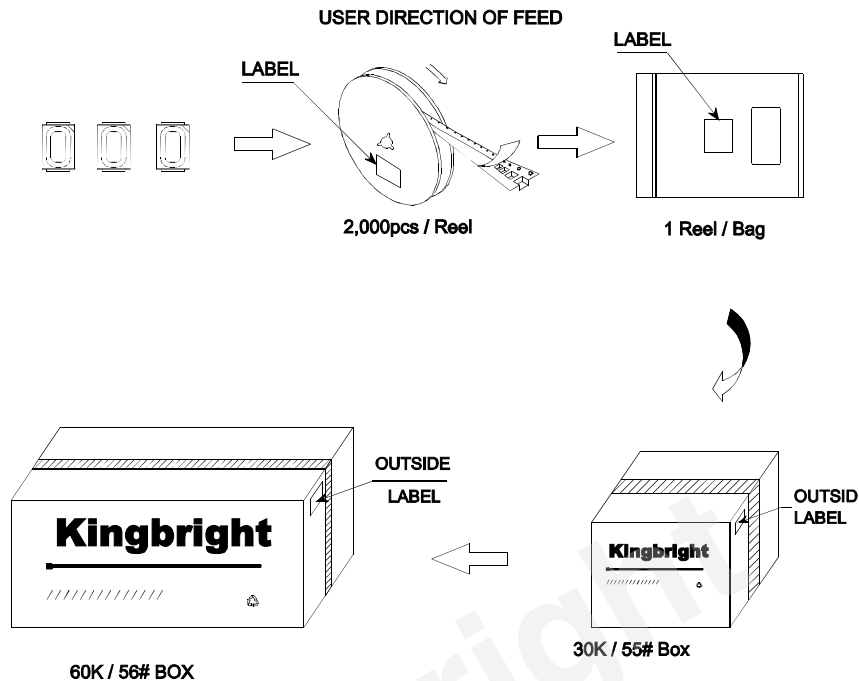 USER DIRECTION OF FEED
LABEL
LABEL
2,000pcs / Reel
1 Reel / Bag
OUTSIDE
LABEL
Kingbright
60K / 56# BOX
OUTSID
LABEL
Kingbright
30K / 55# Box
right